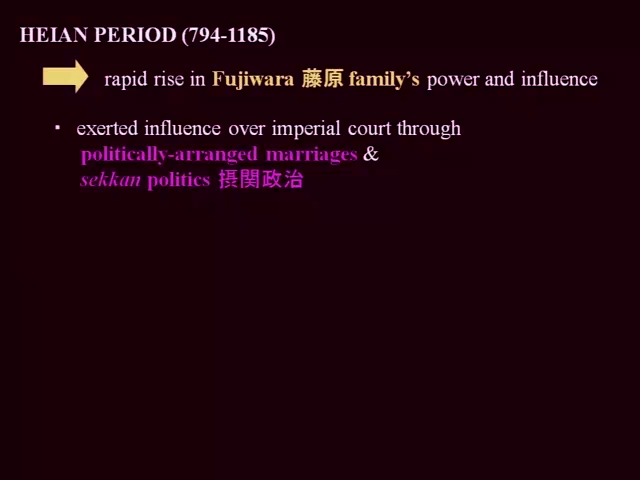 HEIAN PERIOD (794-1185)
rapid rise in Fujiwara 藤原 family's power and influence
· exerted influence over imperial court through
politically-arranged marriages &
sekkan politics 摂関政治